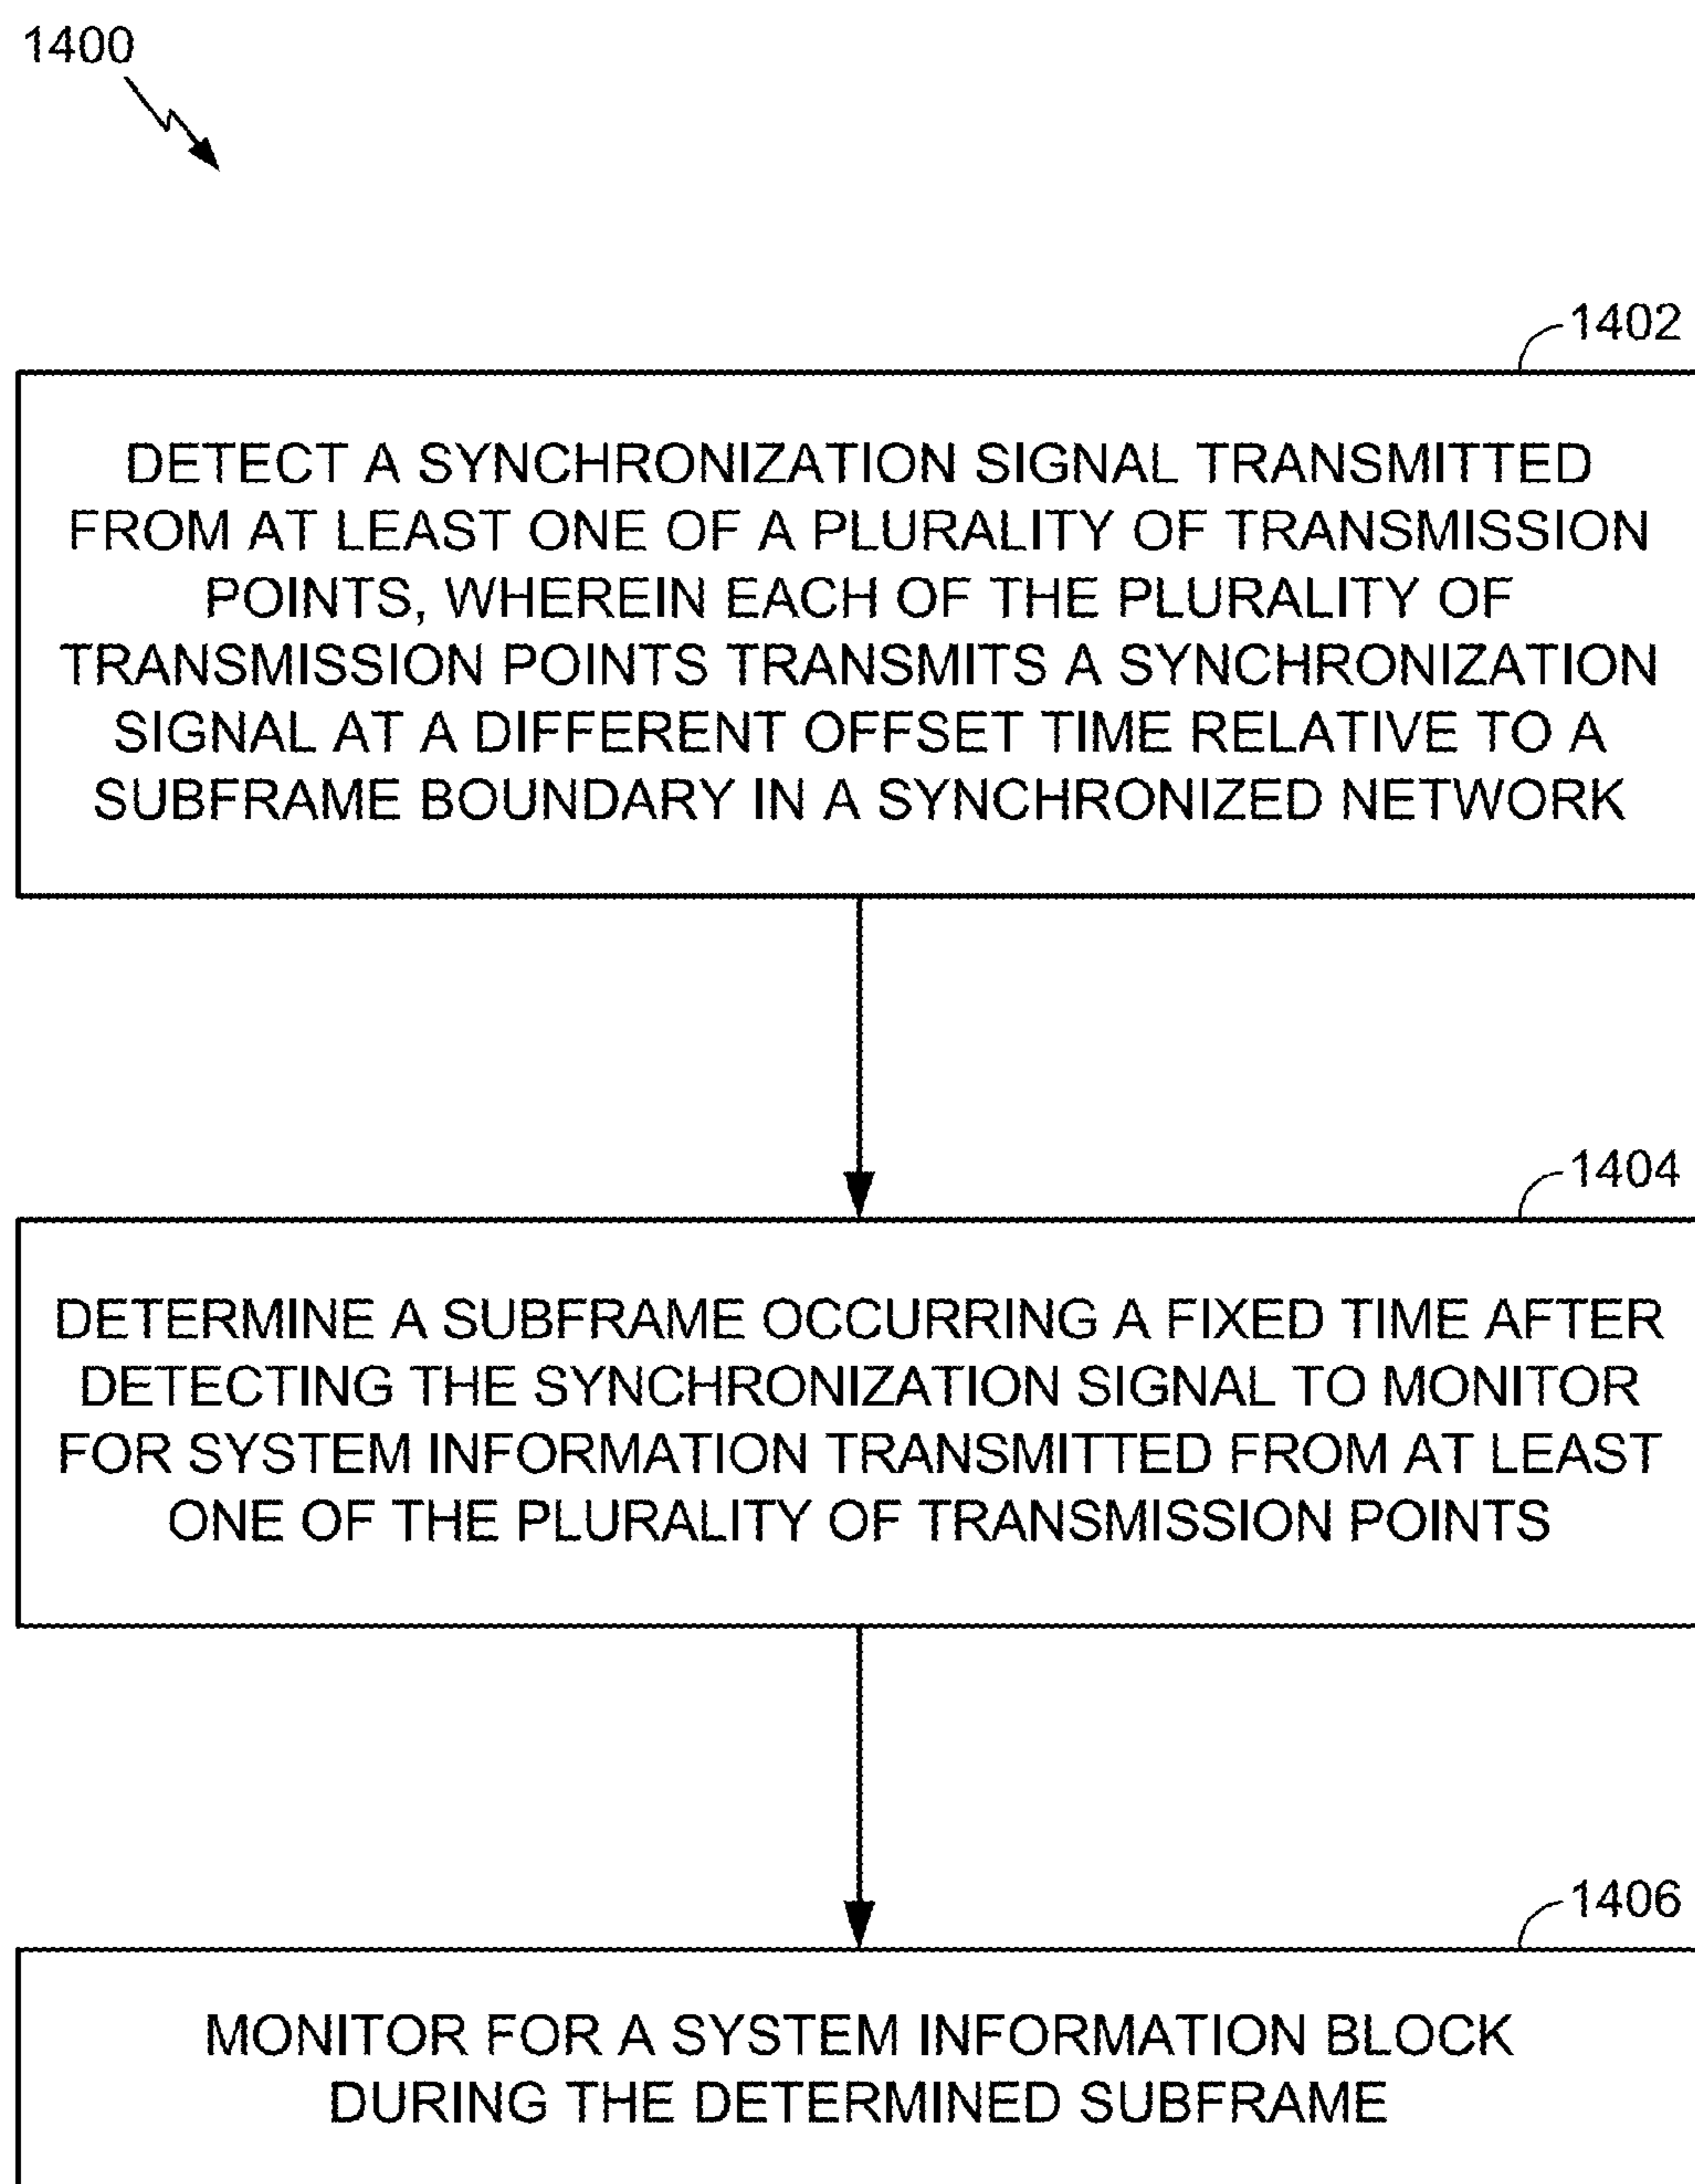 1400
1402
DETECT A SYNCHRONIZATION SIGNAL TRANSMITTED
FROM AT LEAST ONE OF A PLURALITY OF TRANSMISSION
POINTS, WHEREIN EACH OF THE PLURALITY OF
TRANSMISSION POINTS TRANSMITS A SYNCHRONIZATION
SIGNAL AT A DIFFERENT OFFSET TIME RELATIVE TO A
SUBFRAME BOUNDARY IN A SYNCHRONIZED NETWORK
1404
DETERMINE A SUBFRAME OCCURRING A FIXED TIME AFTER
DETECTING THE SYNCHRONIZATION SIGNAL TO MONITOR
FOR SYSTEM INFORMATION TRANSMITTED FROM AT LEAST
ONE OF THE PLURALITY OF TRANSMISSION POINTS
1406
MONITOR FOR A SYSTEM INFORMATION BLOCK
DURING THE DETERMINED SUBFRAME